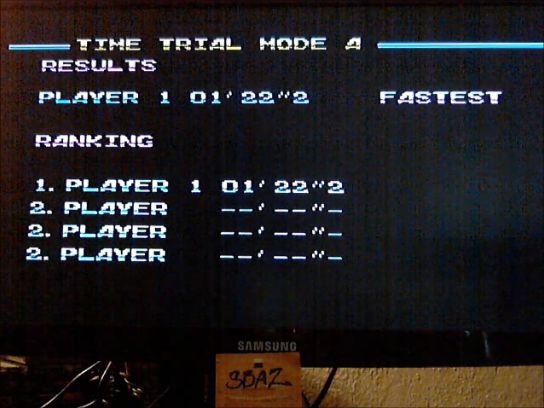 TIME TRIAL MODE A
RESULTS
PLAYER 1 01'22"2 FASTEST
RANKING
1. PLAYER 1 01'22"2
2. PLAYER --'--"-
2. PLAYER --'--"-
2. PLAYER --'--"-
SAMSUNG
SBAZ